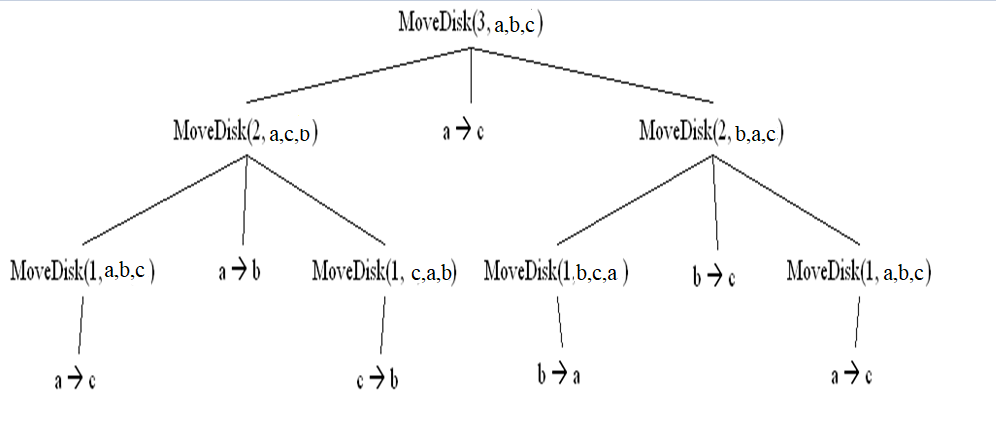 MoveDisk(3, a,b,c)
MoveDisk(2, a,c,b) a → c MoveDisk(2, b,a,c)
MoveDisk(1,a,b,c ) a → b MoveDisk(1, c,a,b) MoveDisk(1,b,c,a ) b → c MoveDisk(1, a,b,c)
a → c c → b b → a a → c